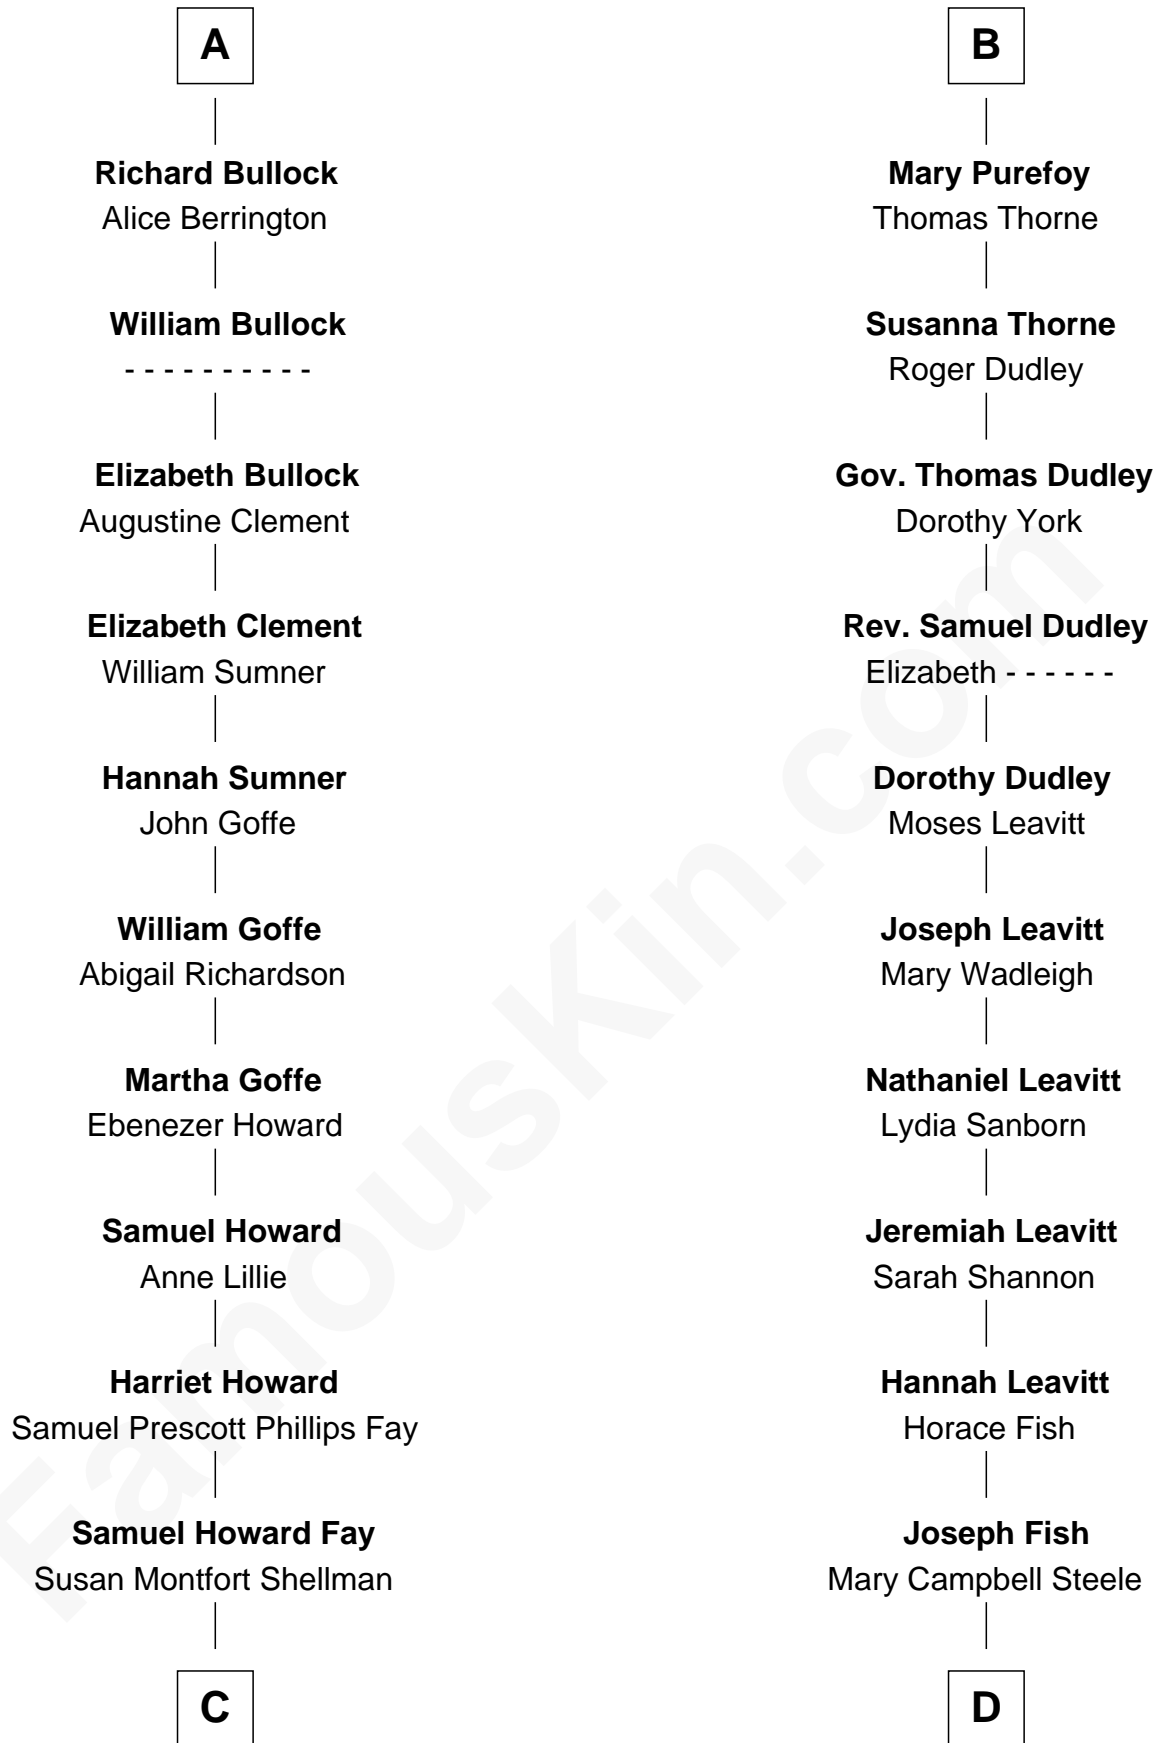 A
Richard Bullock
Alice Berrington
William Bullock
- - - - - - - - - -
Elizabeth Bullock
Augustine Clement
Elizabeth Clement
William Sumner
Hannah Sumner
John Goffe
William Goffe
Abigail Richardson
Martha Goffe
Ebenezer Howard
Samuel Howard
Anne Lillie
Harriet Howard
Samuel Prescott Phillips Fay
Samuel Howard Fay
Susan Montfort Shellman
C
B
Mary Purefoy
Thomas Thorne
Susanna Thorne
Roger Dudley
Gov. Thomas Dudley
Dorothy York
Rev. Samuel Dudley
Elizabeth - - - - - -
Dorothy Dudley
Moses Leavitt
Joseph Leavitt
Mary Wadleigh
Nathaniel Leavitt
Lydia Sanborn
Jeremiah Leavitt
Sarah Shannon
Hannah Leavitt
Horace Fish
Joseph Fish
Mary Campbell Steele
D
FamousKin.com